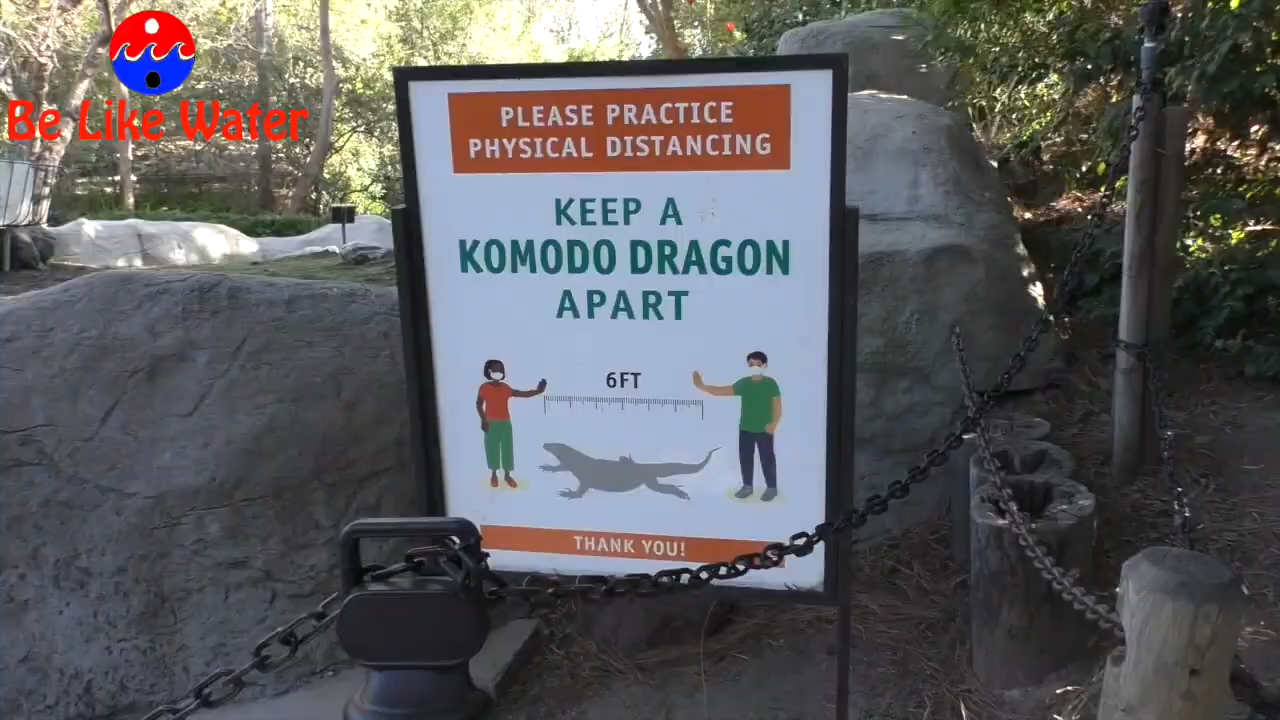 Be Like Water
PLEASE PRACTICE
PHYSICAL DISTANCING
KEEP A
KOMODO DRAGON
APART
6FT
THANK YOU!